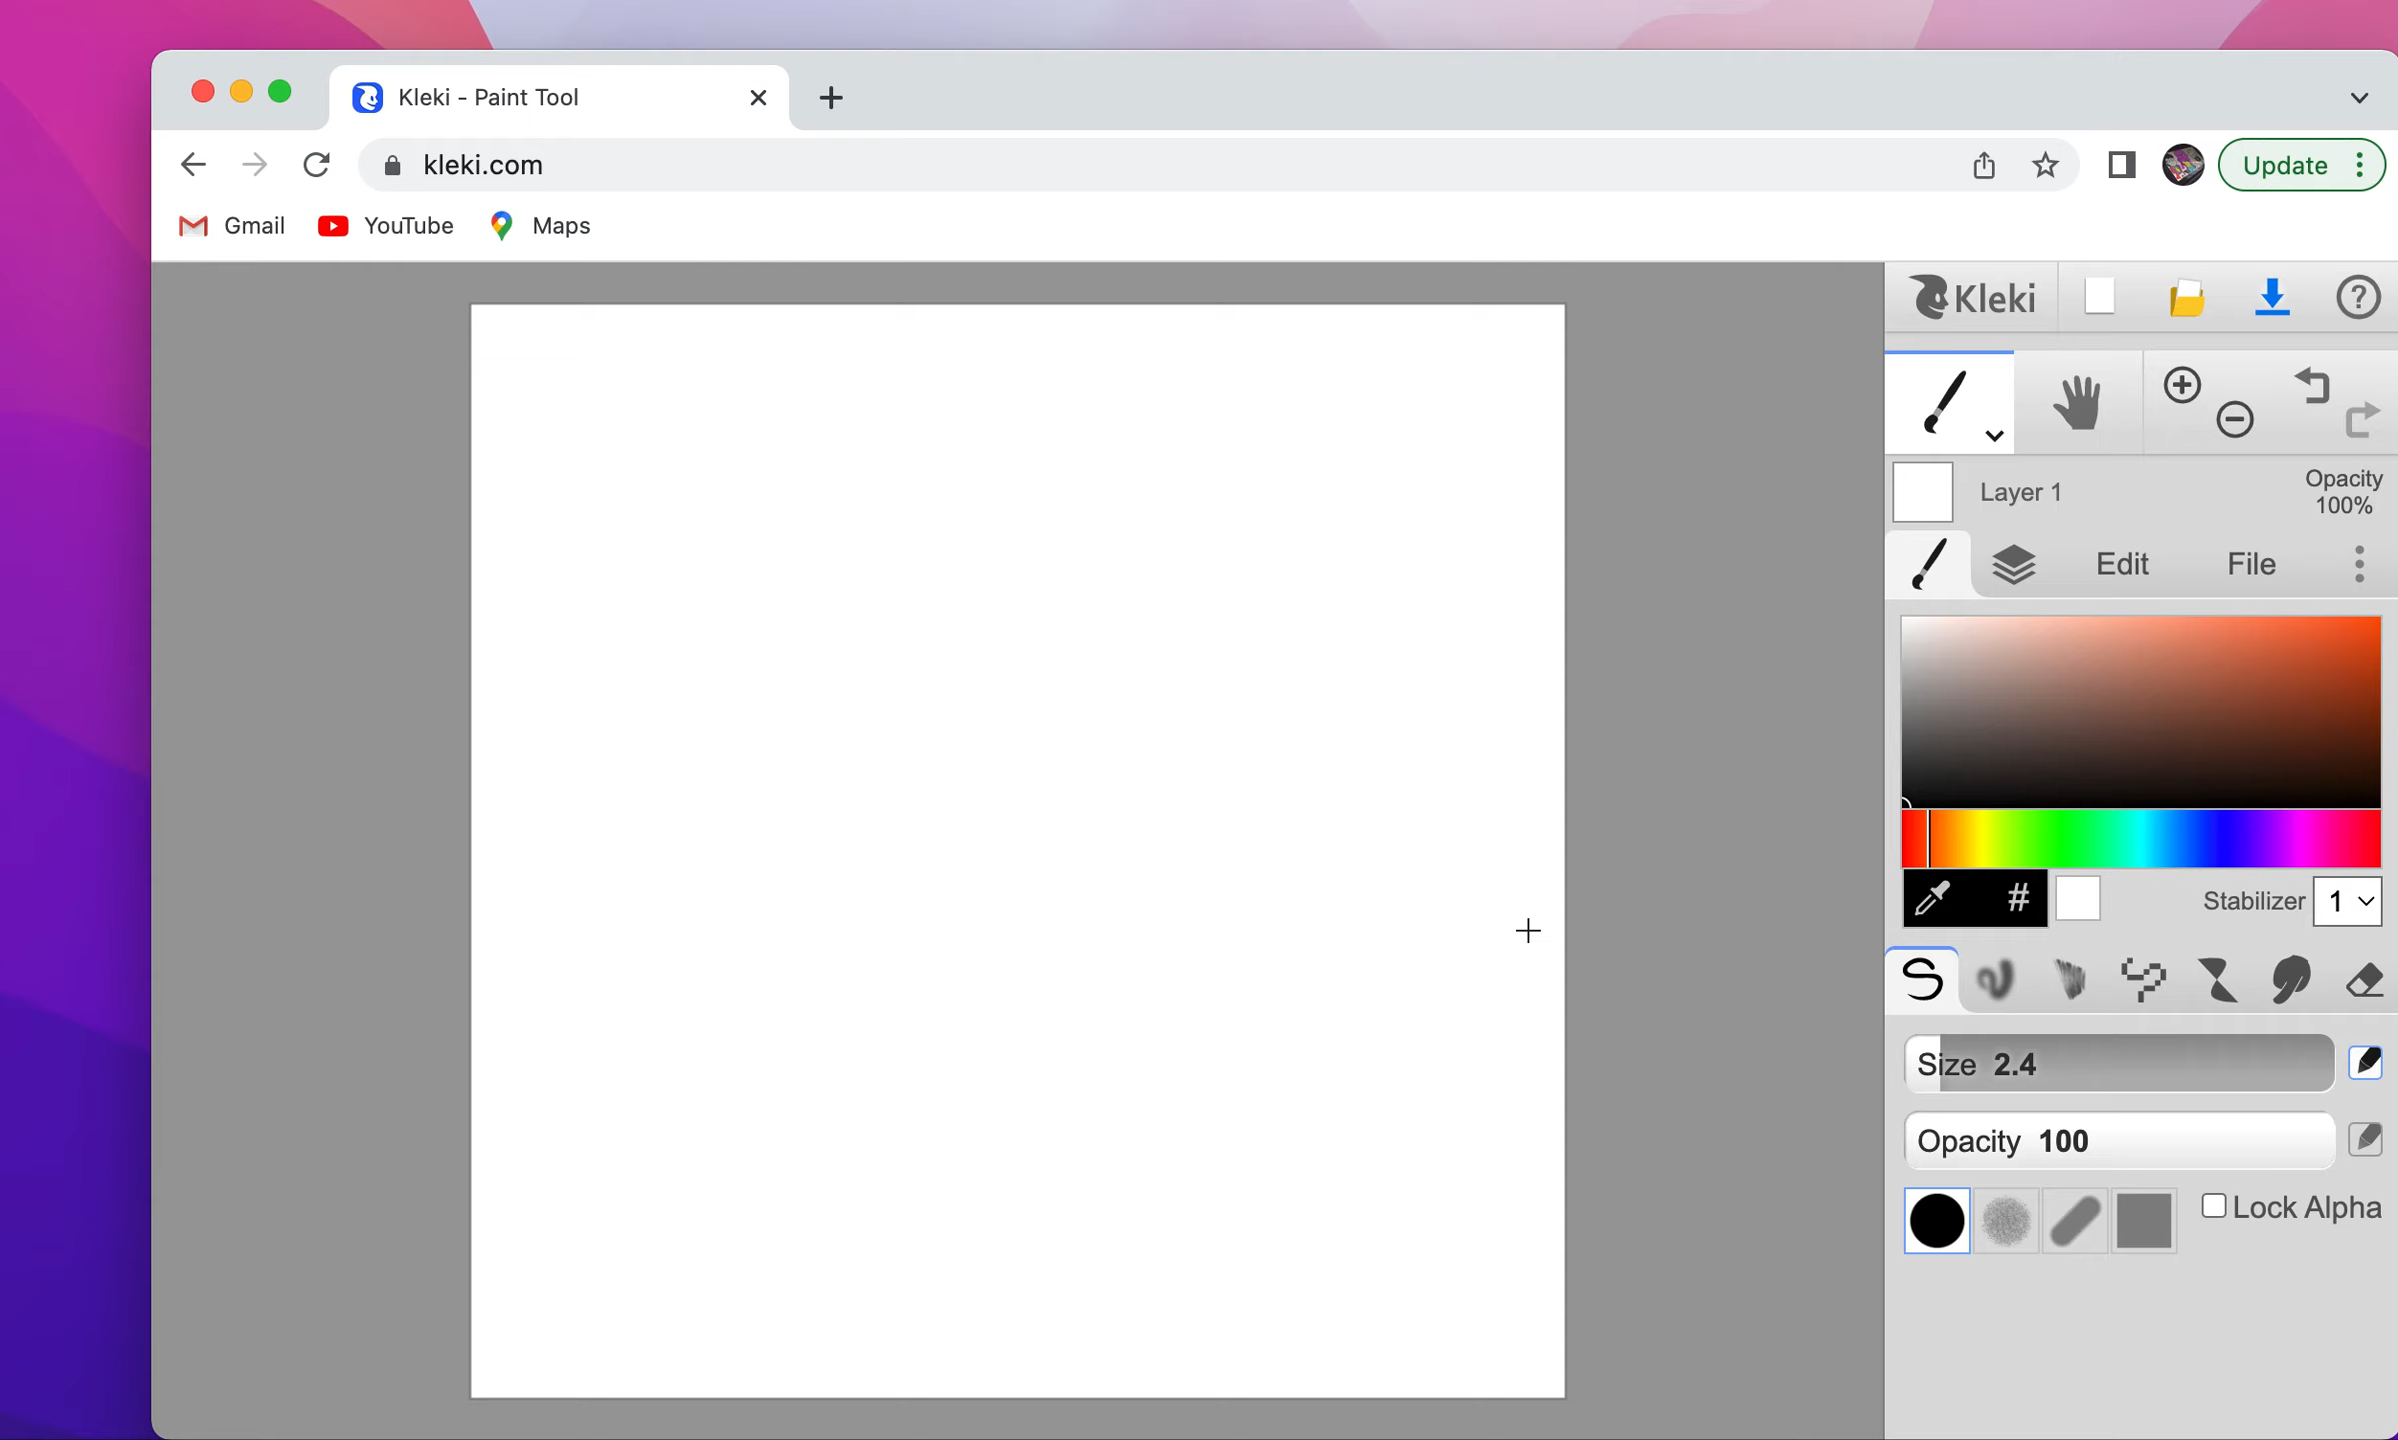 Kleki - Paint Tool
kleki.com
Update
Gmail YouTube Maps
Kleki
Layer 1 Opacity
100%
Edit File
# Stabilizer 1
Size 2.4
Opacity 100
Lock Alpha